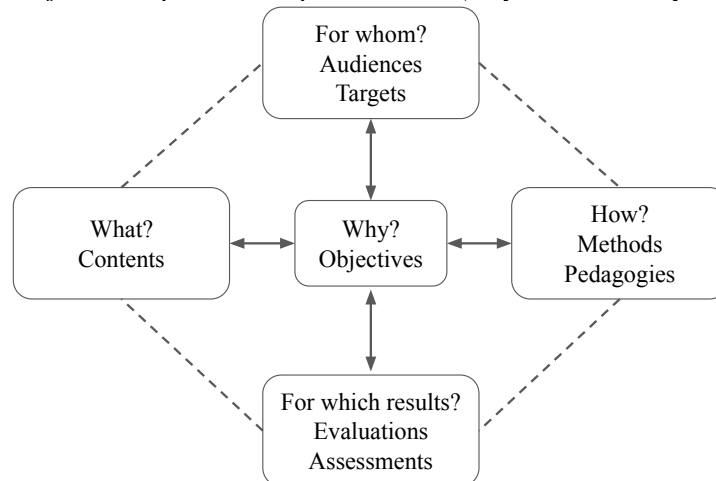 For whom?
Audiences
Targets
What?
Contents
Why?
Objectives
How?
Methods
Pedagogies
For which results?
Evaluations
Assessments